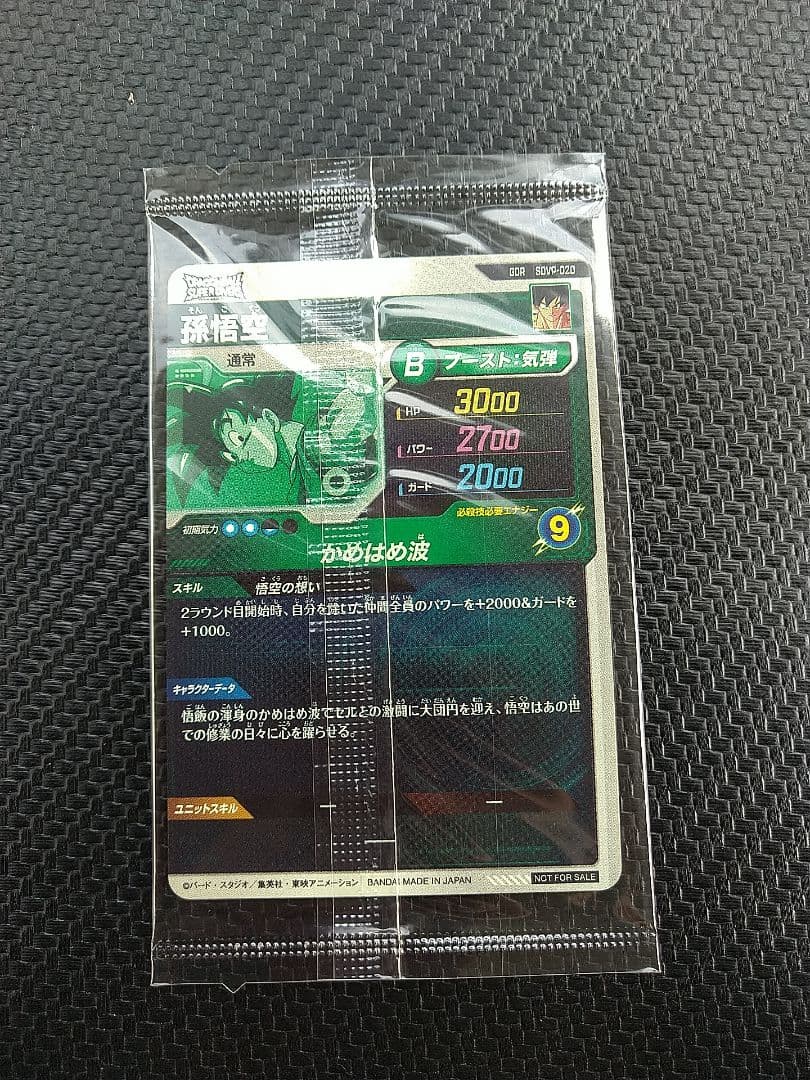 GDR SDVP-020
孫悟空
通常
B ブースト:気弾
HP 3000
パワー 2700
ガード 2000
初期気力
必殺技必要エナジー 9
かめはめ波
スキル 悟空の想い
2ラウンド目開始時、自分を除いた仲間全員のパワーを+2000&ガードを
+1000。
キャラクターデータ
悟飯の渾身のかめはめ波でセルとの激闘に大団円を迎え、悟空はあの世
での修業の日々に心を躍らせる。
ユニットスキル — —
©バード・スタジオ/集英社・東映アニメーション BANDAI MADE IN JAPAN NOT FOR SALE